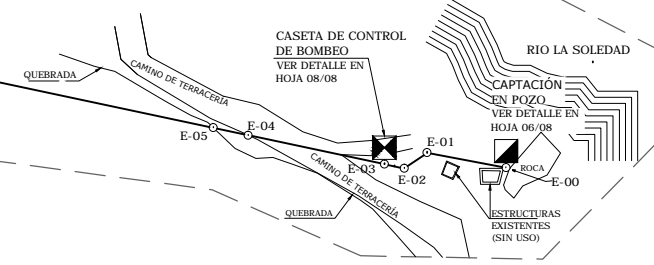 CASETA DE CONTROL
DE BOMBEO
VER DETALLE EN
HOJA 08/08
RIO LA SOLEDAD
QUEBRADA
CAMINO DE TERRACERÍA
CAPTACIÓN
EN POZO
VER DETALLE EN
HOJA 06/08
E-05
E-04
E-01
E-03
E-02
ROCA
E-00
CAMINO DE TERRACERÍA
QUEBRADA
ESTRUCTURAS
EXISTENTES
(SIN USO)